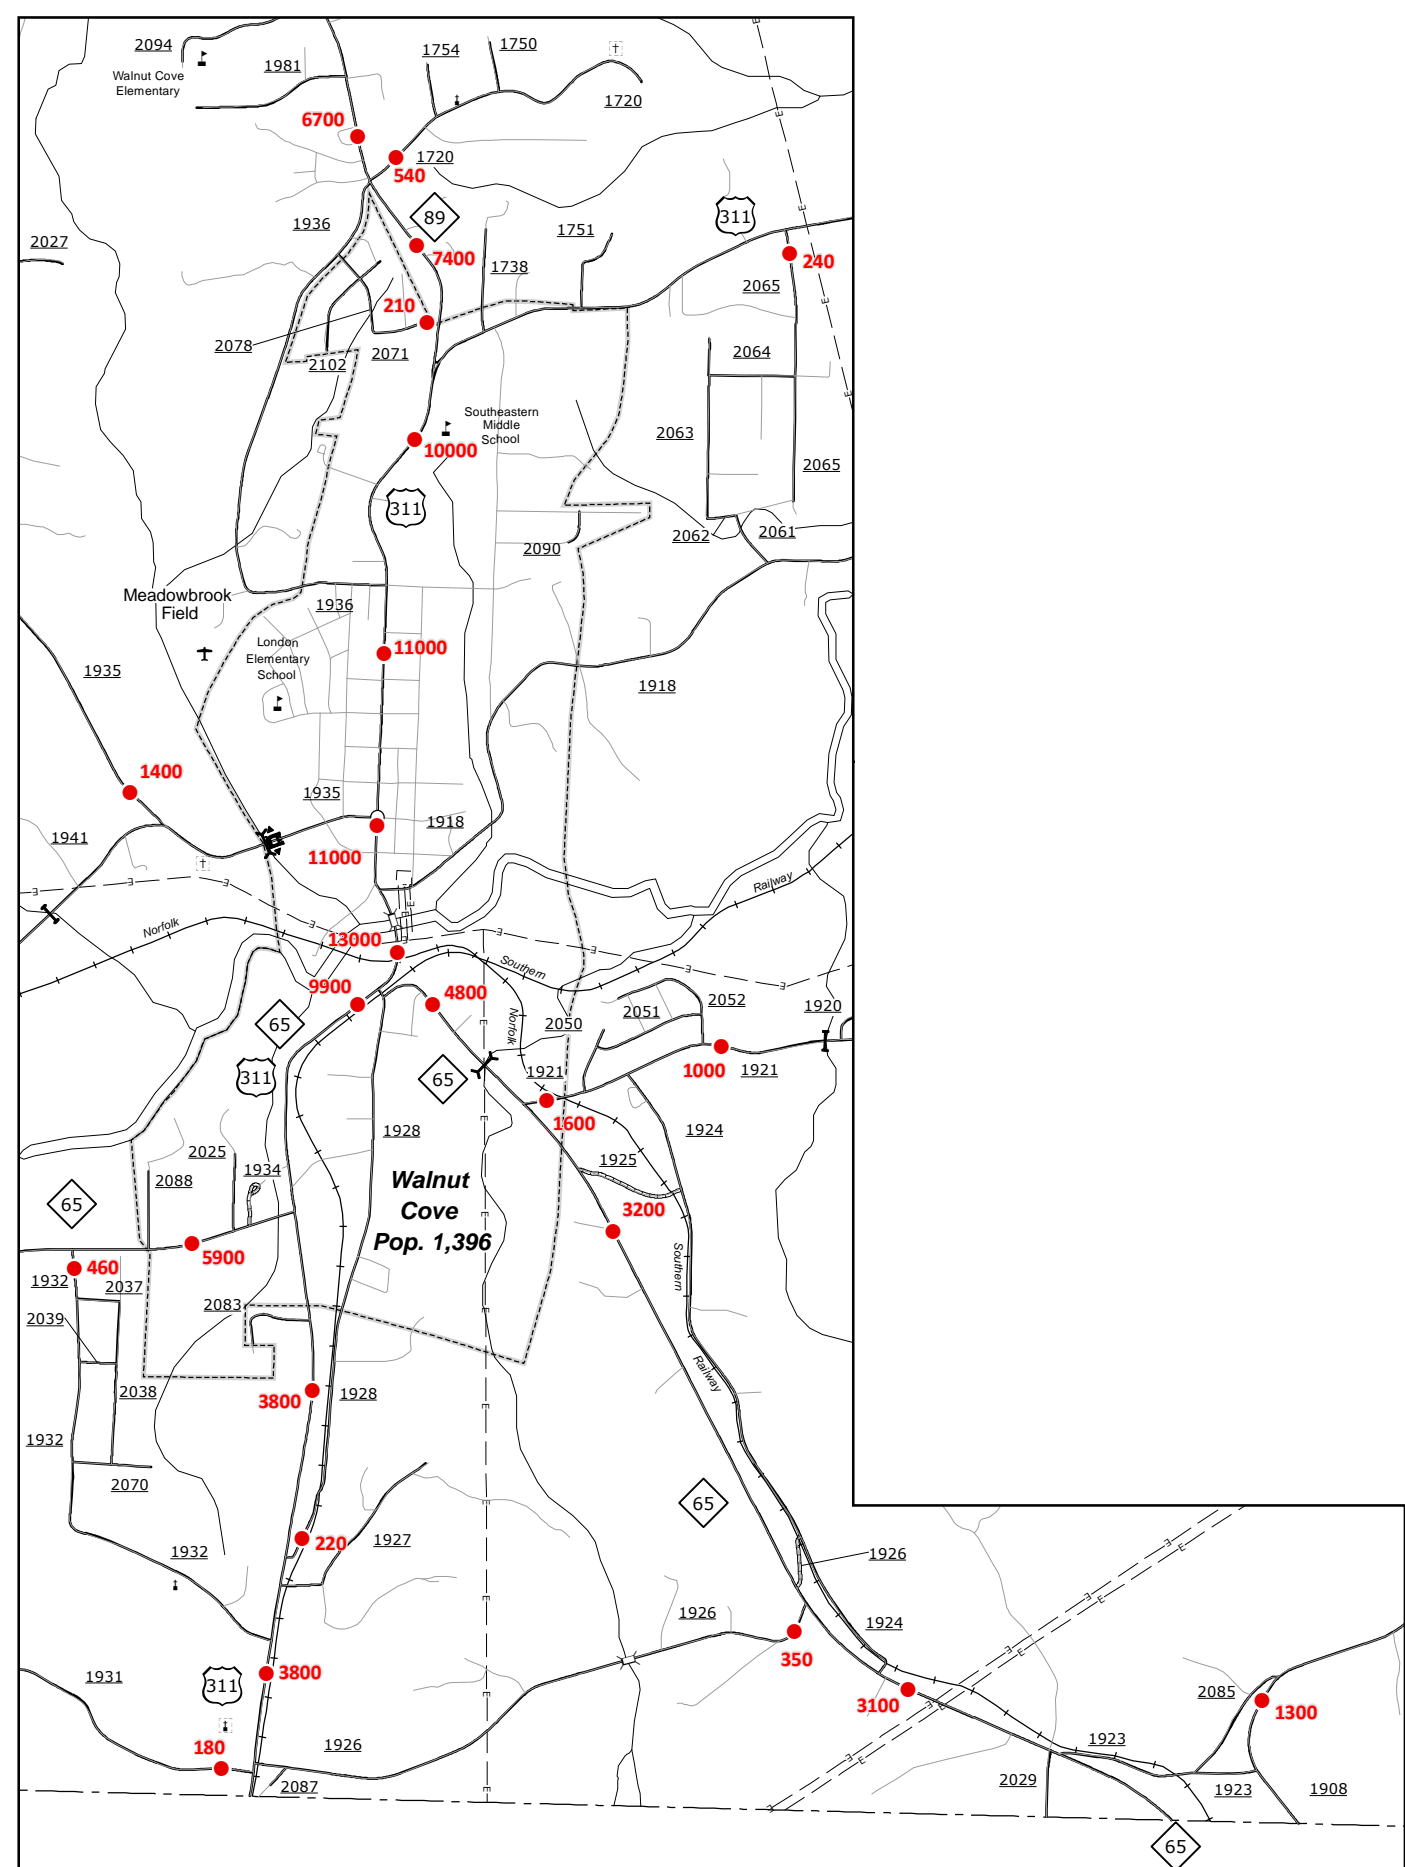 2094
Walnut Cove
Elementary
1981
1754
1750
1720
E
6700
1720
540
E
89
311
1936
1751
2027
7400
1738
240
E
2065
210
E
2078
2102
2071
2064
E
Southeastern
Middle
School
10000
2063
2065
311
2062
2061
2090
Meadowbrook
Field
1936
London
Elementary
School
11000
1935
1918
1400
1935
1918
1941
11000
Railway
E
E
E
E
E
Norfolk
E
E
E
E
13000
Southern
E
E
9900
4800
65
Norfolk
E
2050
2051
2052
1920
311
65
1921
1000
1921
E
1600
1924
1928
2025
1934
2088
1925
E
65
Walnut
Cove
Pop. 1,396
3200
5900
460
1932
2037
Southern
2083
2039
E
Railway
2038
3800
1928
E
1932
2070
65
E
220
1927
1932
1926
E
E
E
E
1926
E
E
1924
350
1931
311
3800
E
E
3100
E
E
2085
1300
180
1926
1923
E
E
2087
E
2029
1923
1908
E
E
65